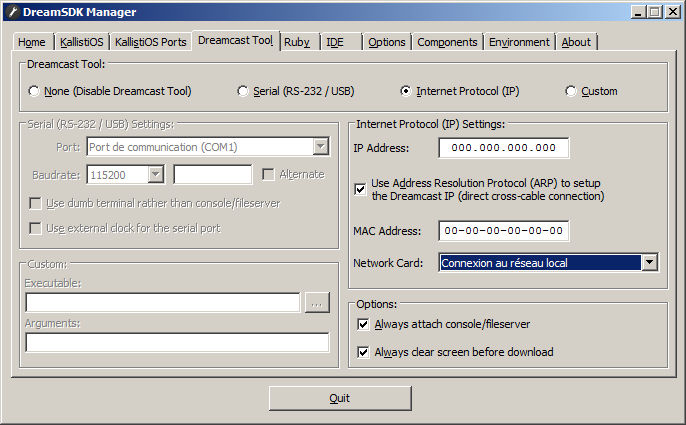 DreamSDK Manager
Home
KallistiOS
KallistiOS Ports
Dreamcast Tool
Ruby
IDE
Options
Components
Environment
About
Dreamcast Tool:
None (Disable Dreamcast Tool)
Serial (RS-232 / USB)
Internet Protocol (IP)
Custom
Serial (RS-232 / USB) Settings:
Port:
Port de communication (COM1)
Baudrate:
115200
Alternate
Use dumb terminal rather than console/fileserver
Use external clock for the serial port
Custom:
Executable:
...
Arguments:
Internet Protocol (IP) Settings:
IP Address:
000.000.000.000
Use Address Resolution Protocol (ARP) to setup
the Dreamcast IP (direct cross-cable connection)
MAC Address:
00-00-00-00-00-00
Network Card:
Connexion au réseau local
Options:
Always attach console/fileserver
Always clear screen before download
Quit